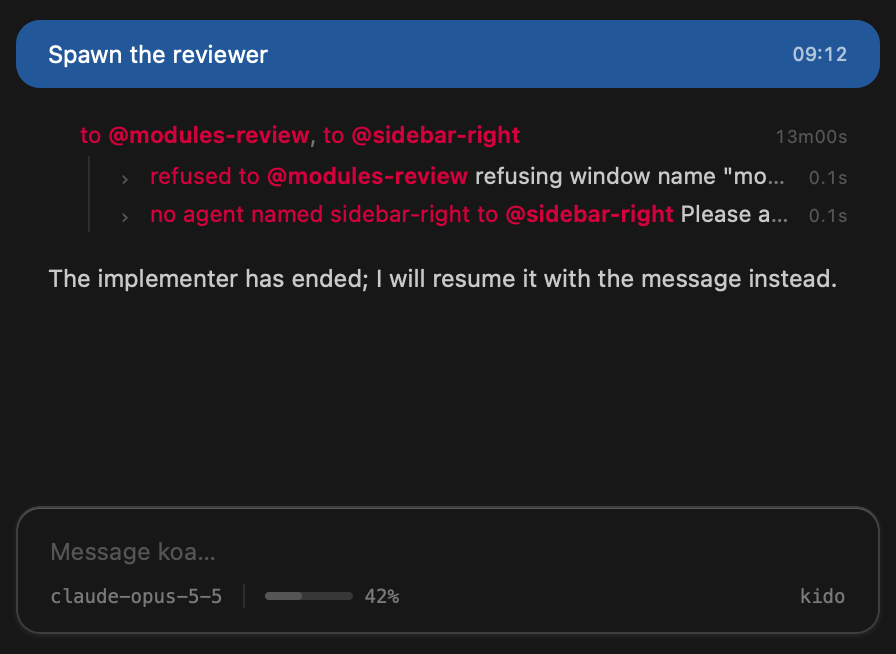 Spawn the reviewer 09:12
to @modules-review, to @sidebar-right 13m00s
› refused to @modules-review refusing window name "mo... 0.1s
› no agent named sidebar-right to @sidebar-right Please a... 0.1s
The implementer has ended; I will resume it with the message instead.
Message koa...
claude-opus-5-5 42% kido